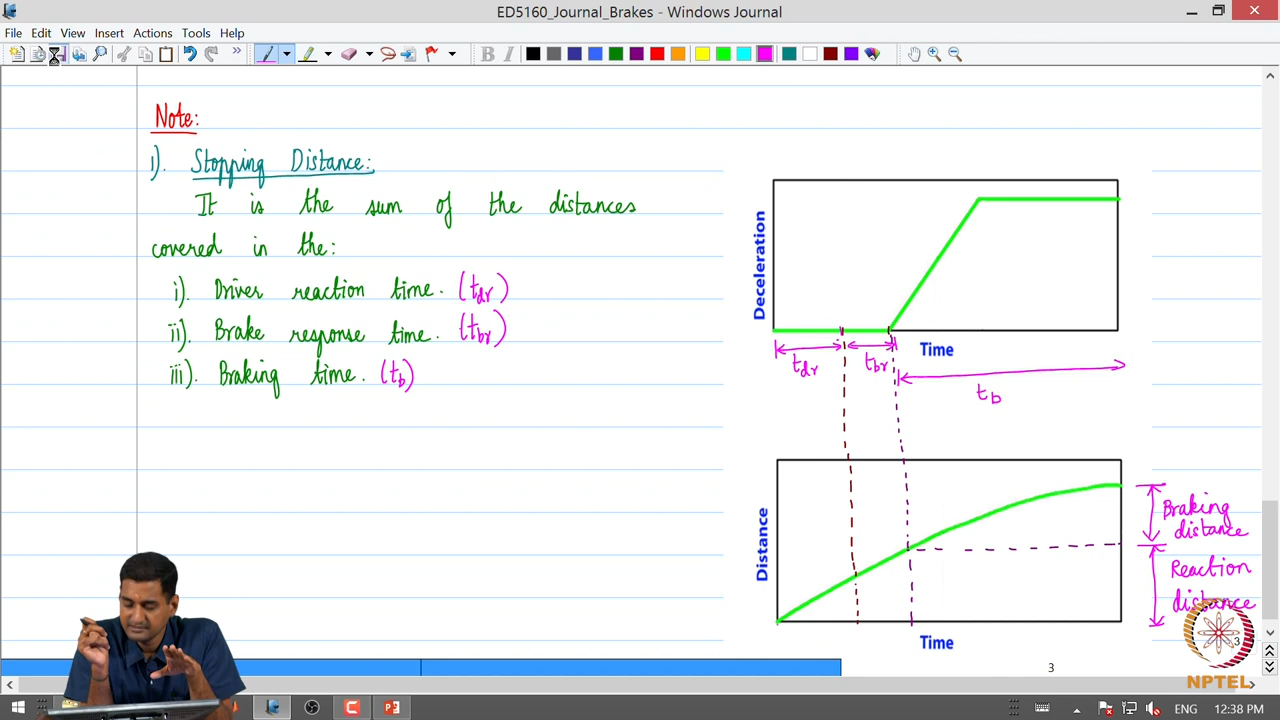 ED5160_Journal_Brakes - Windows Journal
File Edit View Insert Actions Tools Help
Note:
1). Stopping Distance:
It is the sum of the distances
covered in the:
i). Driver reaction time. (tdr)
ii). Brake response time. (tbr)
iii). Braking time. (tb)
Deceleration
Time
tdr
tbr
tb
Distance
Time
Braking
distance
Reaction
distance
3
3
NPTEL
ENG 12:38 PM